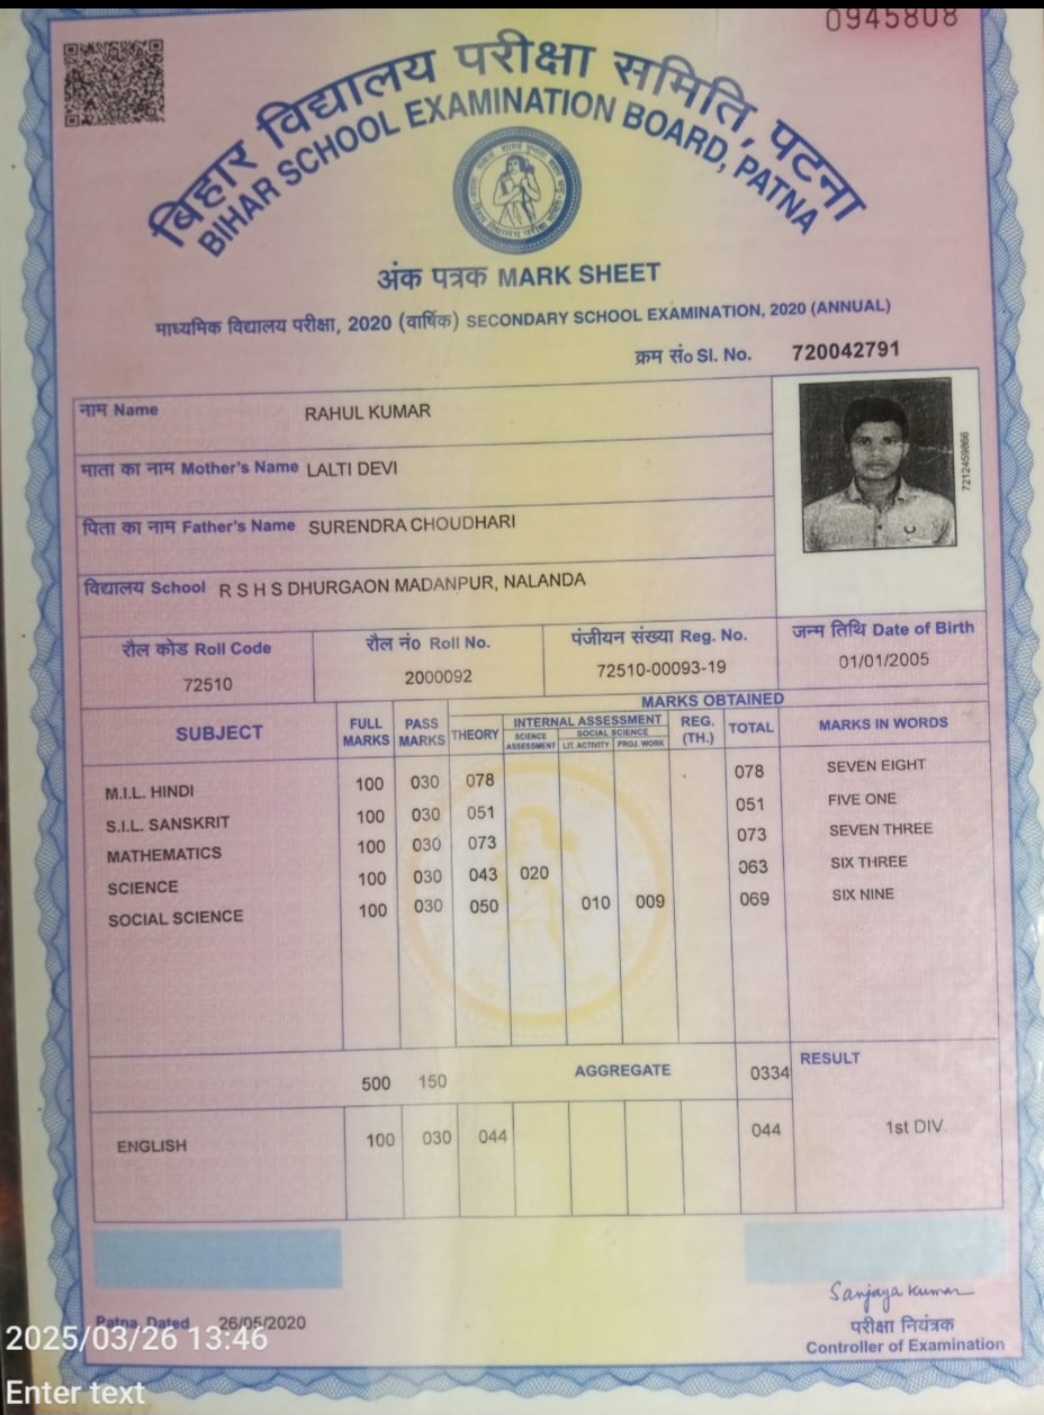 0945808
बिहार विद्यालय परीक्षा समिति, पटना
BIHAR SCHOOL EXAMINATION BOARD, PATNA
अंक पत्रक MARK SHEET
माध्यमिक विद्यालय परीक्षा, 2020 (वार्षिक) SECONDARY SCHOOL EXAMINATION, 2020 (ANNUAL)
क्रम सं० Sl. No. 720042791
नाम Name RAHUL KUMAR
माता का नाम Mother's Name LALTI DEVI
पिता का नाम Father's Name SURENDRA CHOUDHARI
विद्यालय School R S H S DHURGAON MADANPUR, NALANDA
7212459866
रौल कोड Roll Code रौल नं० Roll No. पंजीयन संख्या Reg. No. जन्म तिथि Date of Birth
72510 2000092 72510-00093-19 01/01/2005
MARKS OBTAINED
SUBJECT FULL MARKS PASS MARKS THEORY INTERNAL ASSESSMENT REG. (TH.) TOTAL MARKS IN WORDS
SCIENCE ASSESSMENT SOCIAL SCIENCE LIT. ACTIVITY PROJ. WORK
M.I.L. HINDI 100 030 078 078 SEVEN EIGHT
S.I.L. SANSKRIT 100 030 051 051 FIVE ONE
MATHEMATICS 100 030 073 073 SEVEN THREE
SCIENCE 100 030 043 020 063 SIX THREE
SOCIAL SCIENCE 100 030 050 010 009 069 SIX NINE
500 150 AGGREGATE 0334 RESULT
ENGLISH 100 030 044 044 1st DIV.
Sanjaya Kumar
Patna, Dated 26/05/2020
परीक्षा नियंत्रक
Controller of Examination
2025/03/26 13:46
Enter text